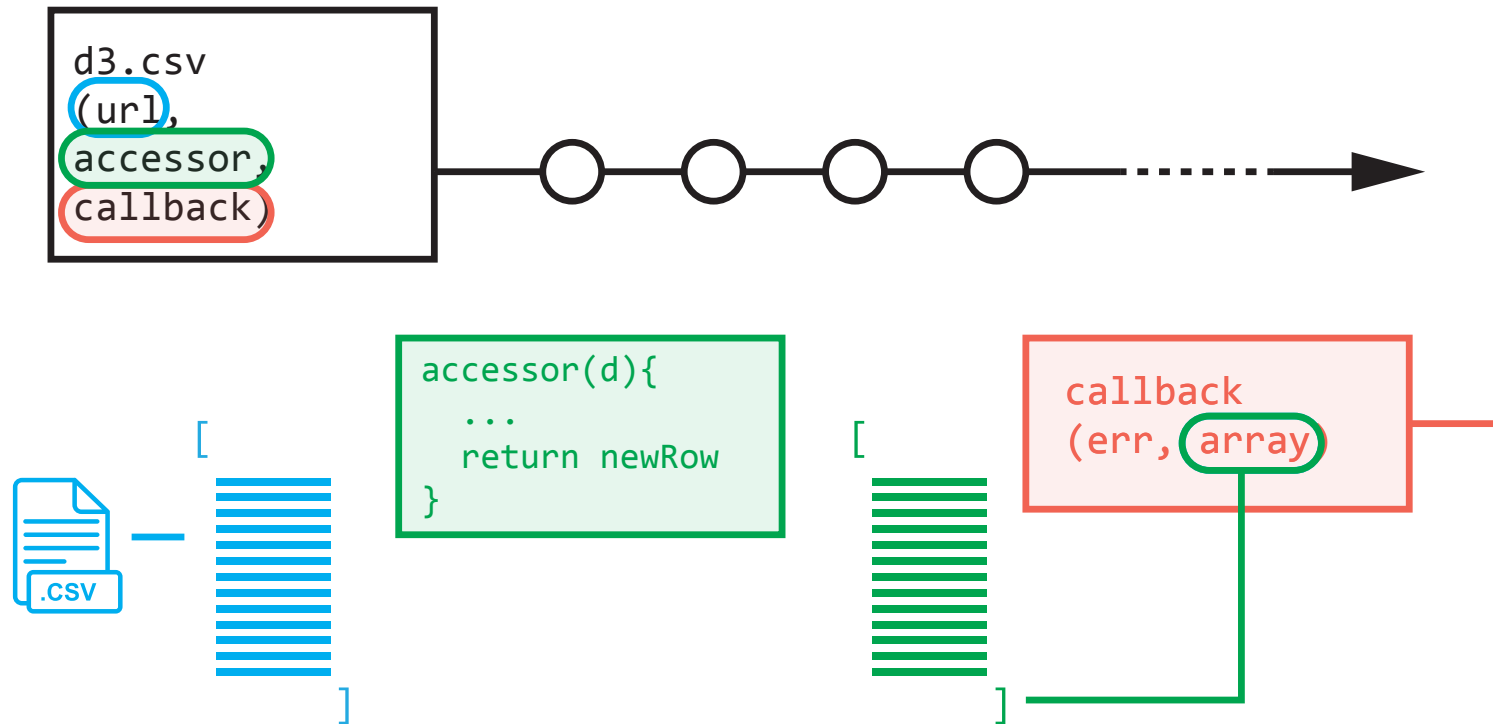 d3.csv
(url,
accessor,
callback)
accessor(d){
...
return newRow
}
[
]
.CSV
[
]
callback
(err, array)